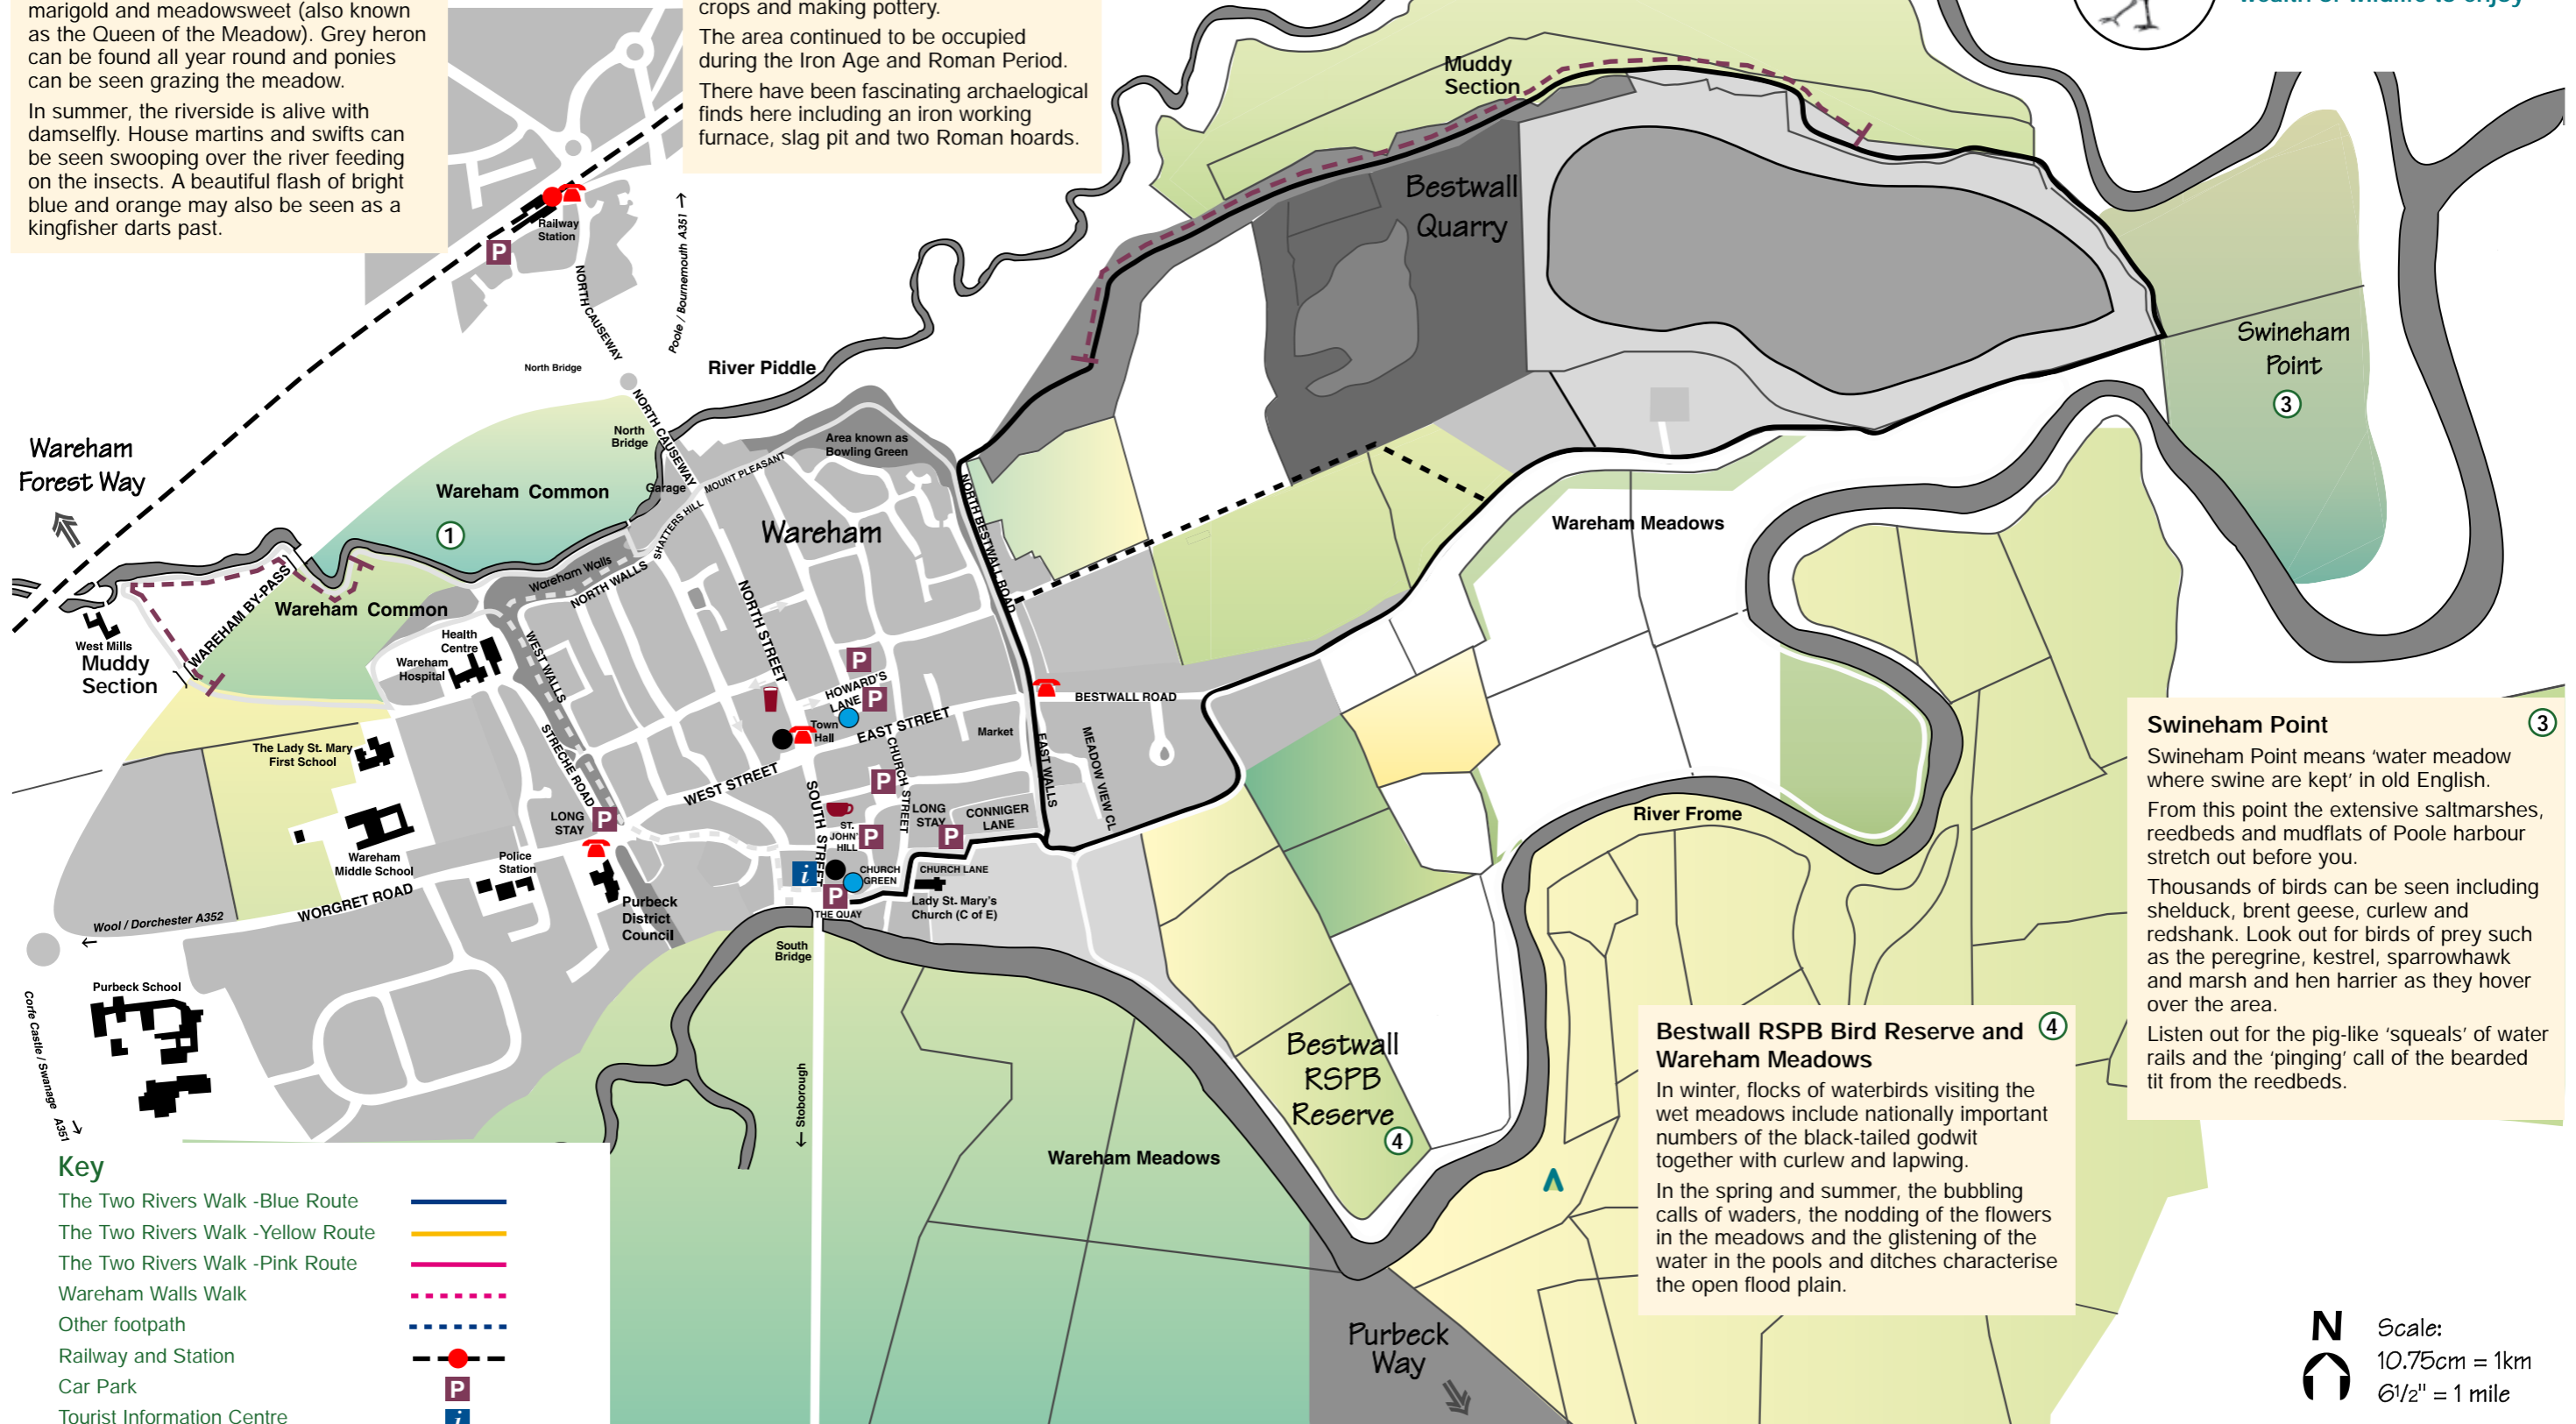 marigold and meadowsweet (also known
as the Queen of the Meadow). Grey heron
can be found all year round and ponies
can be seen grazing the meadow.
In summer, the riverside is alive with
damselfly. House martins and swifts can
be seen swooping over the river feeding
on the insects. A beautiful flash of bright
blue and orange may also be seen as a
kingfisher darts past.
crops and making pottery.
The area continued to be occupied
during the Iron Age and Roman Period.
There have been fascinating archaelogical
finds here including an iron working
furnace, slag pit and two Roman hoards.
wealth of wildlife to enjoy
Muddy
Section
Bestwall
Quarry
Railway
Station
P
NORTH CAUSEWAY
Poole / Bournemouth A351
North Bridge
River Piddle
Swineham
Point
3
Wareham
Forest Way
North
Bridge
NORTH CAUSEWAY
Area known as
Bowling Green
Wareham Common
Garage
MOUNT PLEASANT
SHATTERS HILL
1
Wareham
NORTH BESTWALL ROAD
Wareham Meadows
Wareham Walls
NORTH WALLS
WAREHAM BY-PASS
Wareham Common
West Mills
Muddy
Section
Health
Centre
Wareham
Hospital
WEST WALLS
NORTH STREET
P
HOWARD'S
LANE
P
Town
Hall
EAST STREET
BESTWALL ROAD
Market
EAST WALLS
MEADOW VIEW CL
The Lady St. Mary
First School
STRECHE ROAD
WEST STREET
CHURCH STREET
P
SOUTH STREET
LONG
STAY
P
ST.
JOHN'
HILL
P
LONG
STAY
P
CONNIGER
LANE
River Frome
Wareham
Middle School
Police
Station
i
CHURCH
GREEN
CHURCH LANE
P
THE QUAY
Lady St. Mary's
Church (C of E)
WORGRET ROAD
Wool / Dorchester A352
Purbeck
District
Council
South
Bridge
Purbeck School
Corfe Castle / Swanage A351
Stoborough
Bestwall
RSPB
Reserve
4
Wareham Meadows
Purbeck
Way
Swineham Point 3
Swineham Point means ‘water meadow
where swine are kept’ in old English.
From this point the extensive saltmarshes,
reedbeds and mudflats of Poole harbour
stretch out before you.
Thousands of birds can be seen including
shelduck, brent geese, curlew and
redshank. Look out for birds of prey such
as the peregrine, kestrel, sparrowhawk
and marsh and hen harrier as they hover
over the area.
Listen out for the pig-like ‘squeals’ of water
rails and the ‘pinging’ call of the bearded
tit from the reedbeds.
Bestwall RSPB Bird Reserve and 4
Wareham Meadows
In winter, flocks of waterbirds visiting the
wet meadows include nationally important
numbers of the black-tailed godwit
together with curlew and lapwing.
In the spring and summer, the bubbling
calls of waders, the nodding of the flowers
in the meadows and the glistening of the
water in the pools and ditches characterise
the open flood plain.
Key
The Two Rivers Walk -Blue Route
The Two Rivers Walk -Yellow Route
The Two Rivers Walk -Pink Route
Wareham Walls Walk
Other footpath
Railway and Station
Car Park P
Tourist Information Centre i
N
Scale:
10.75cm = 1km
6 1/2" = 1 mile